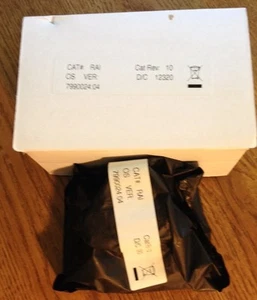 CAT#: RAI Cat Rev: 10
OS VER: D/C 12320
7990024.04
CAT#: RAI
OS VER:
7990024.04